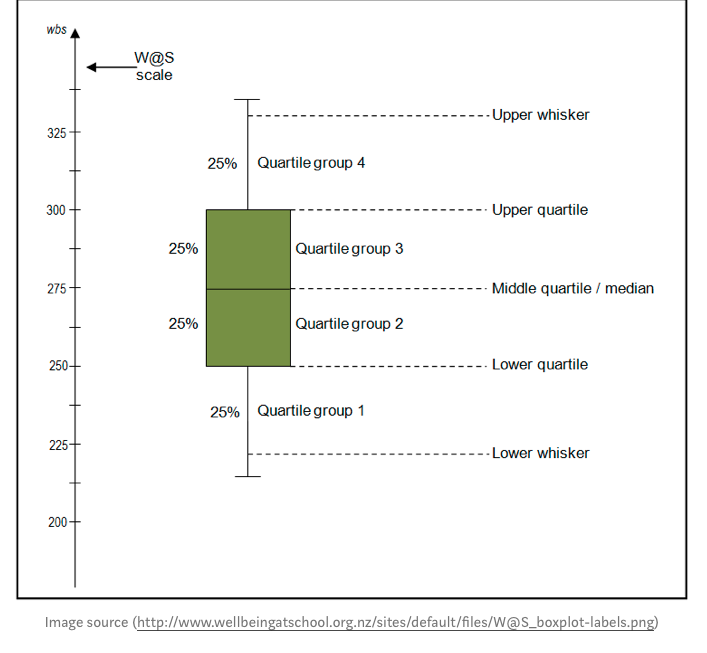 wbs
W@S
scale
Upper whisker
325
25% Quartile group 4
300
Upper quartile
25% Quartile group 3
275
Middle quartile / median
25% Quartile group 2
250
Lower quartile
25% Quartile group 1
225
Lower whisker
200
Image source (http://www.wellbeingatschool.org.nz/sites/default/files/W@S_boxplot-labels.png)